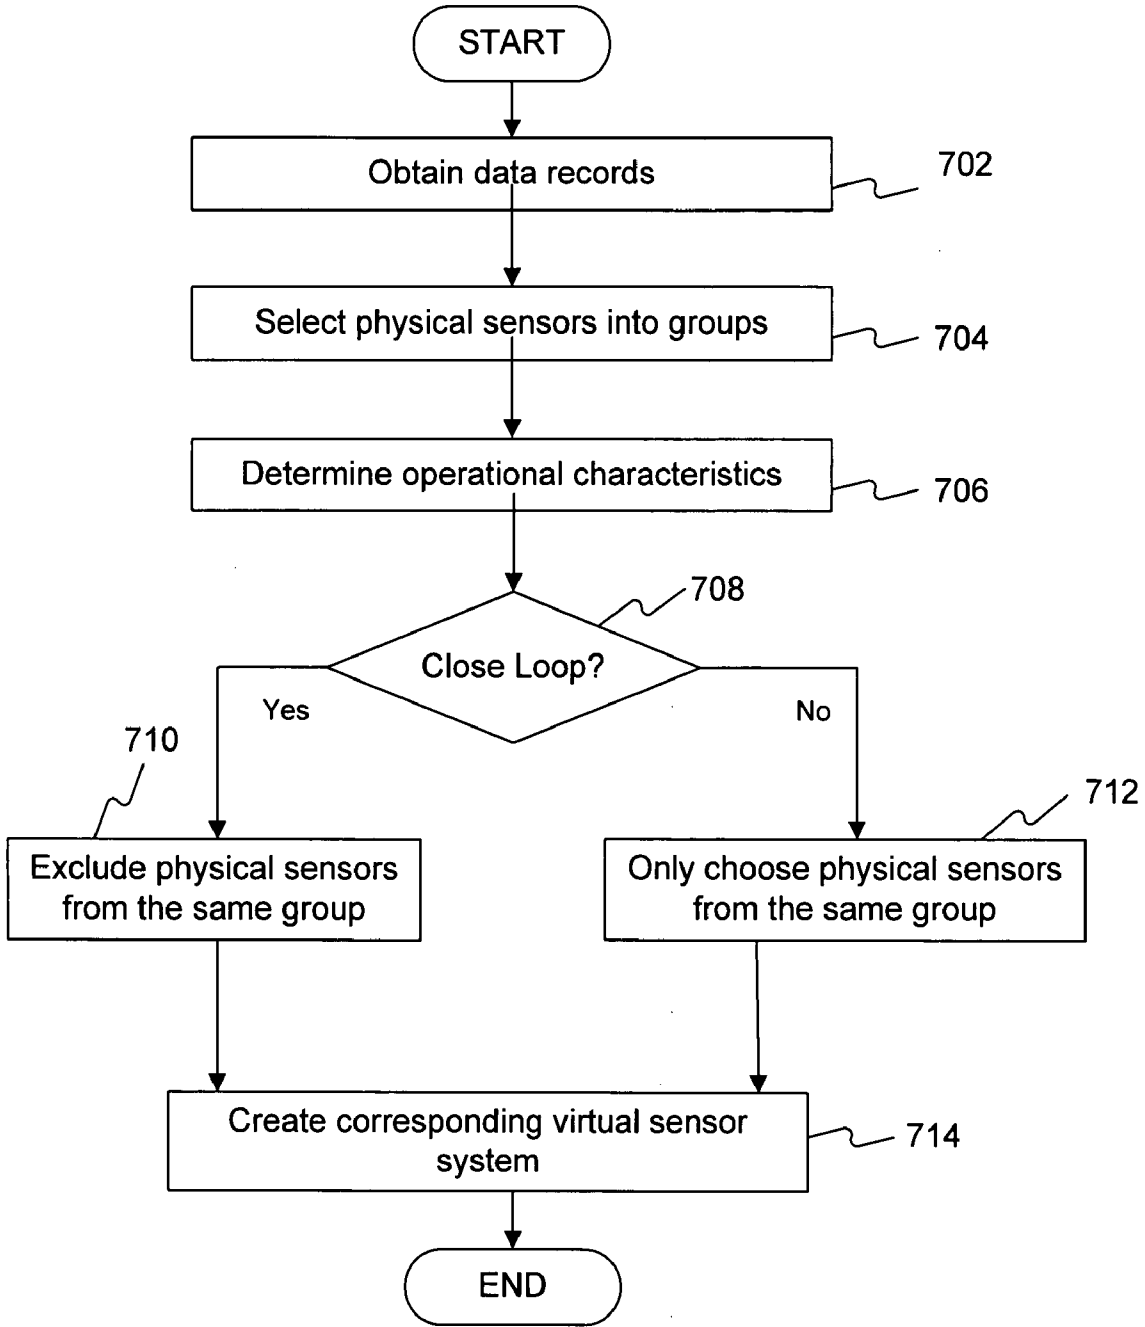 START
Obtain data records
702
Select physical sensors into groups
704
Determine operational characteristics
706
708
Close Loop?
Yes
No
710
712
Exclude physical sensors
from the same group
Only choose physical sensors
from the same group
Create corresponding virtual sensor
system
714
END